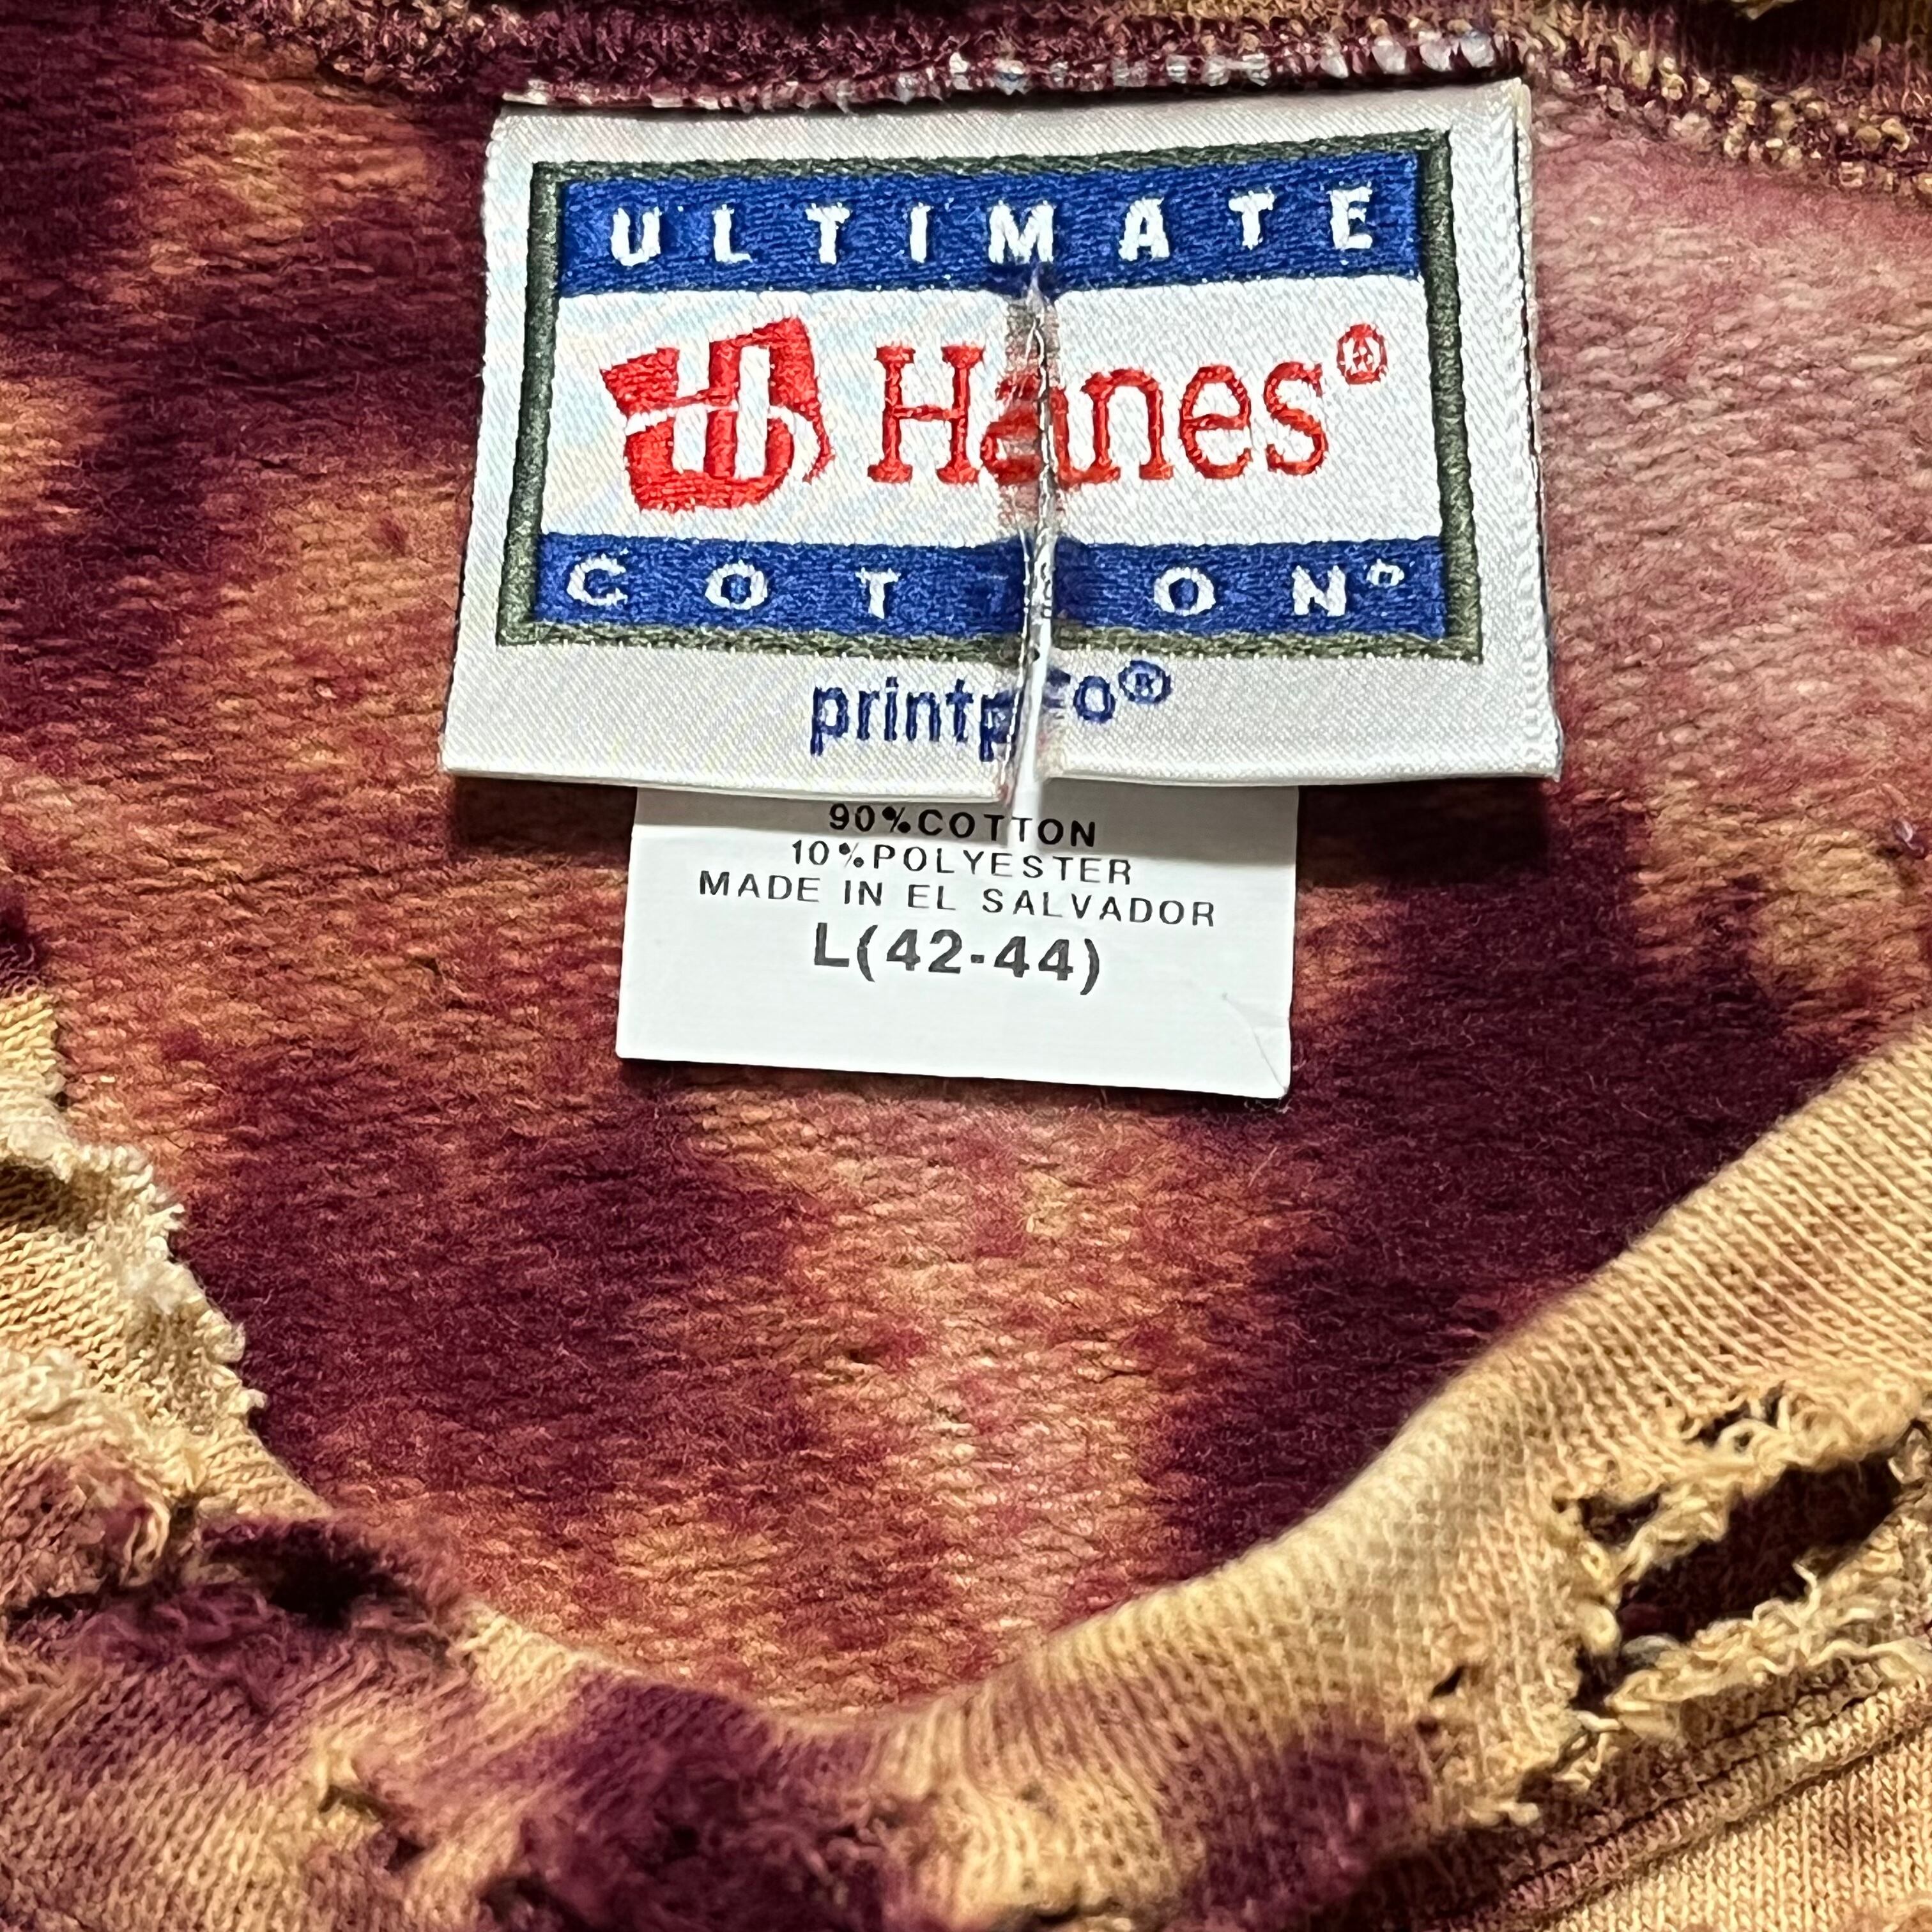 ULTIMATE
Hanes®
COTTON®
printpro®
90%COTTON
10%POLYESTER
MADE IN EL SALVADOR
L(42-44)